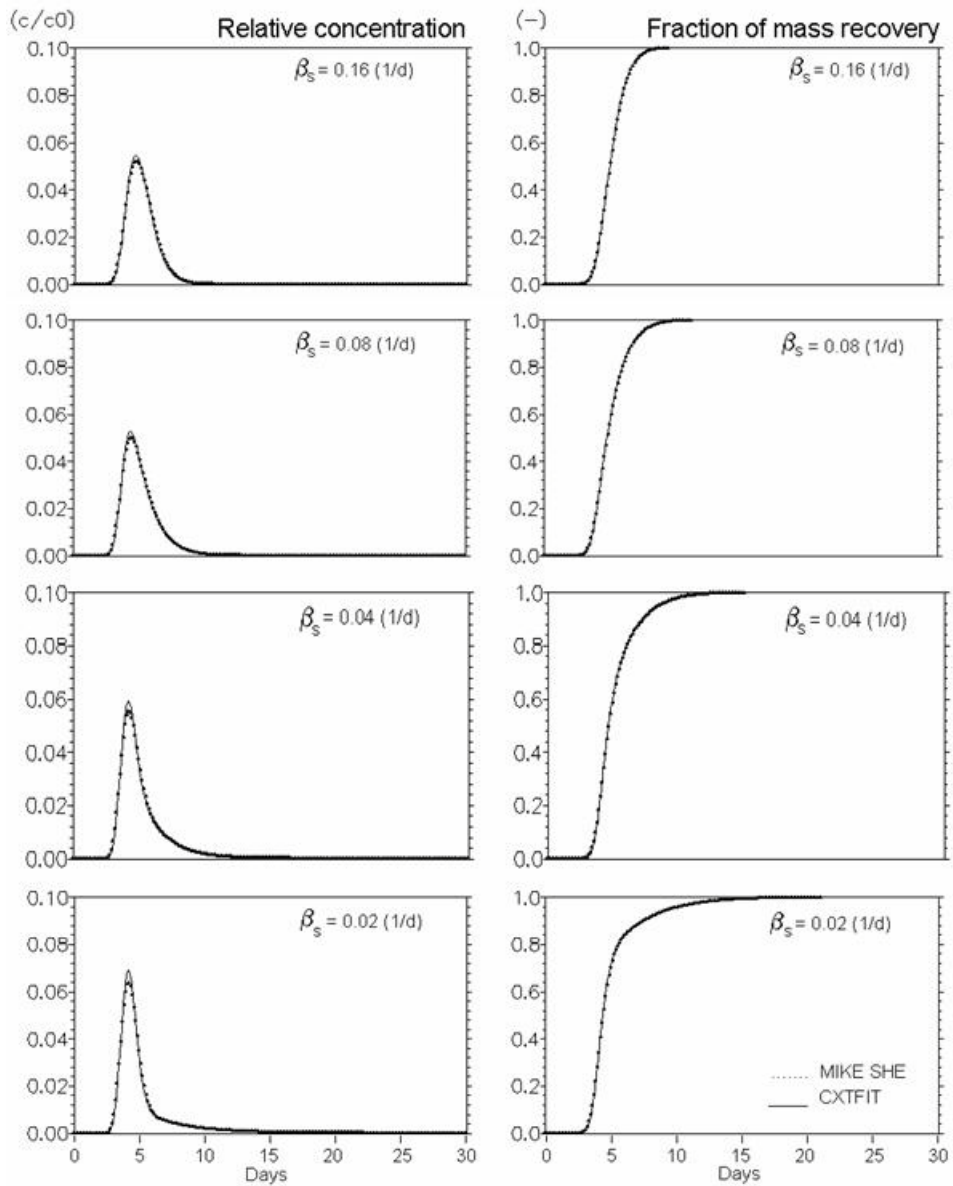 (c/c0) Relative concentration (-) Fraction of mass recovery
0.10 βs = 0.16 (1/d) 1.0 βs = 0.16 (1/d)
0.08 0.8
0.06 0.6
0.04 0.4
0.02 0.2
0.00 0.0
0.10 βs = 0.08 (1/d) 1.0 βs = 0.08 (1/d)
0.08 0.8
0.06 0.6
0.04 0.4
0.02 0.2
0.00 0.0
0.10 βs = 0.04 (1/d) 1.0 βs = 0.04 (1/d)
0.08 0.8
0.06 0.6
0.04 0.4
0.02 0.2
0.00 0.0
0.10 βs = 0.02 (1/d) 1.0 βs = 0.02 (1/d)
0.08 0.8
0.06 0.6
0.04 0.4
0.02 0.2 MIKE SHE
CXTFIT
0.00 0.0
0 5 10 15 20 25 30 0 5 10 15 20 25 30
Days Days